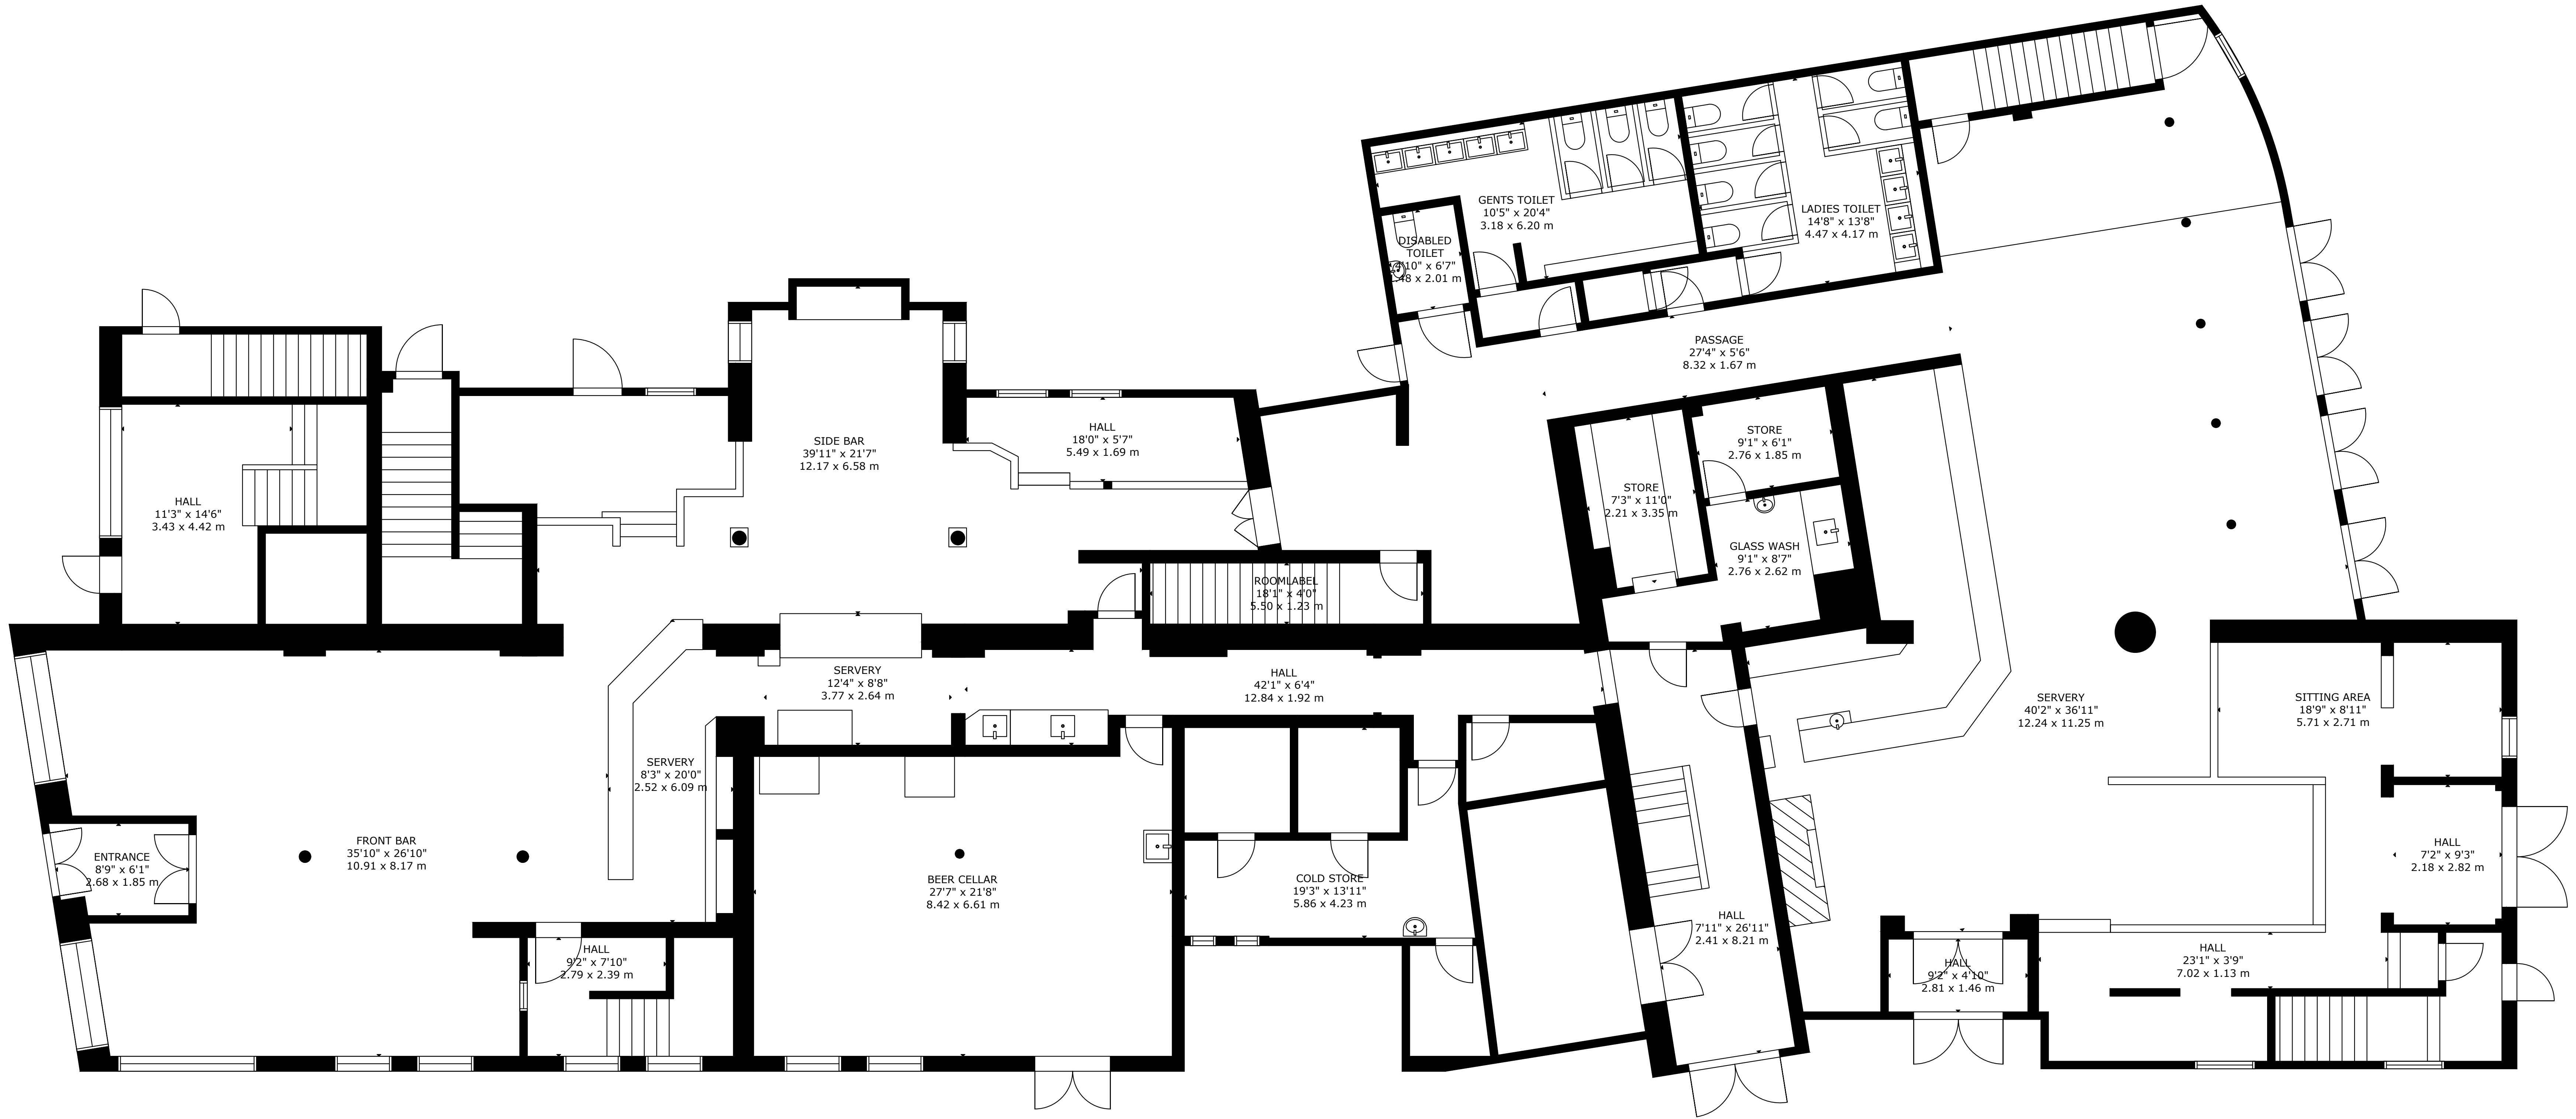 GENTS TOILET
10'5" x 20'4"
3.18 x 6.20 m
LADIES TOILET
14'8" x 13'8"
4.47 x 4.17 m
DISABLED
TOILET
4'10" x 6'7"
1.48 x 2.01 m
PASSAGE
27'4" x 5'6"
8.32 x 1.67 m
HALL
18'0" x 5'7"
5.49 x 1.69 m
SIDE BAR
39'11" x 21'7"
12.17 x 6.58 m
STORE
9'1" x 6'1"
2.76 x 1.85 m
STORE
7'3" x 11'0"
2.21 x 3.35 m
HALL
11'3" x 14'6"
3.43 x 4.42 m
GLASS WASH
9'1" x 8'7"
2.76 x 2.62 m
ROOMLABEL
18'1" x 4'0"
5.50 x 1.23 m
SERVERY
12'4" x 8'8"
3.77 x 2.64 m
HALL
42'1" x 6'4"
12.84 x 1.92 m
SERVERY
40'2" x 36'11"
12.24 x 11.25 m
SITTING AREA
18'9" x 8'11"
5.71 x 2.71 m
SERVERY
8'3" x 20'0"
2.52 x 6.09 m
FRONT BAR
35'10" x 26'10"
10.91 x 8.17 m
ENTRANCE
8'9" x 6'1"
2.68 x 1.85 m
HALL
7'2" x 9'3"
2.18 x 2.82 m
BEER CELLAR
27'7" x 21'8"
8.42 x 6.61 m
COLD STORE
19'3" x 13'11"
5.86 x 4.23 m
HALL
7'11" x 26'11"
2.41 x 8.21 m
HALL
9'2" x 7'10"
2.79 x 2.39 m
HALL
9'2" x 4'10"
2.81 x 1.46 m
HALL
23'1" x 3'9"
7.02 x 1.13 m